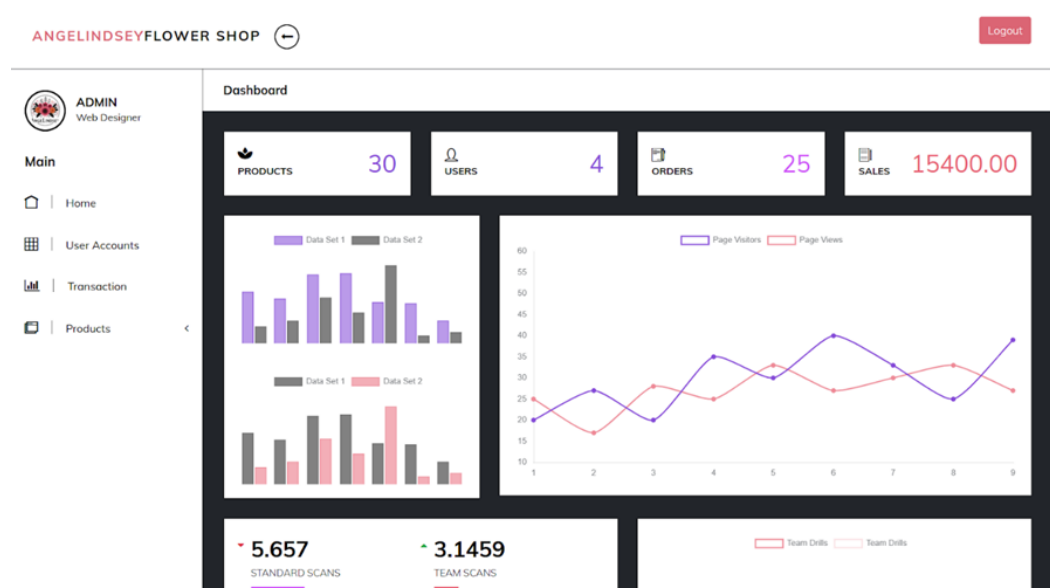 ANGELINDSEYFLOWER SHOP
Logout
ADMIN
Web Designer
Main
Home
User Accounts
Transaction
Products
Dashboard
PRODUCTS 30
USERS 4
ORDERS 25
SALES 15400.00
Data Set 1 Data Set 2
Data Set 1 Data Set 2
Page Visitors Page Views
60
55
50
45
40
35
30
25
20
15
10
1 2 3 4 5 6 7 8 9
5.657
STANDARD SCANS
3.1459
TEAM SCANS
Team Drills Team Drills